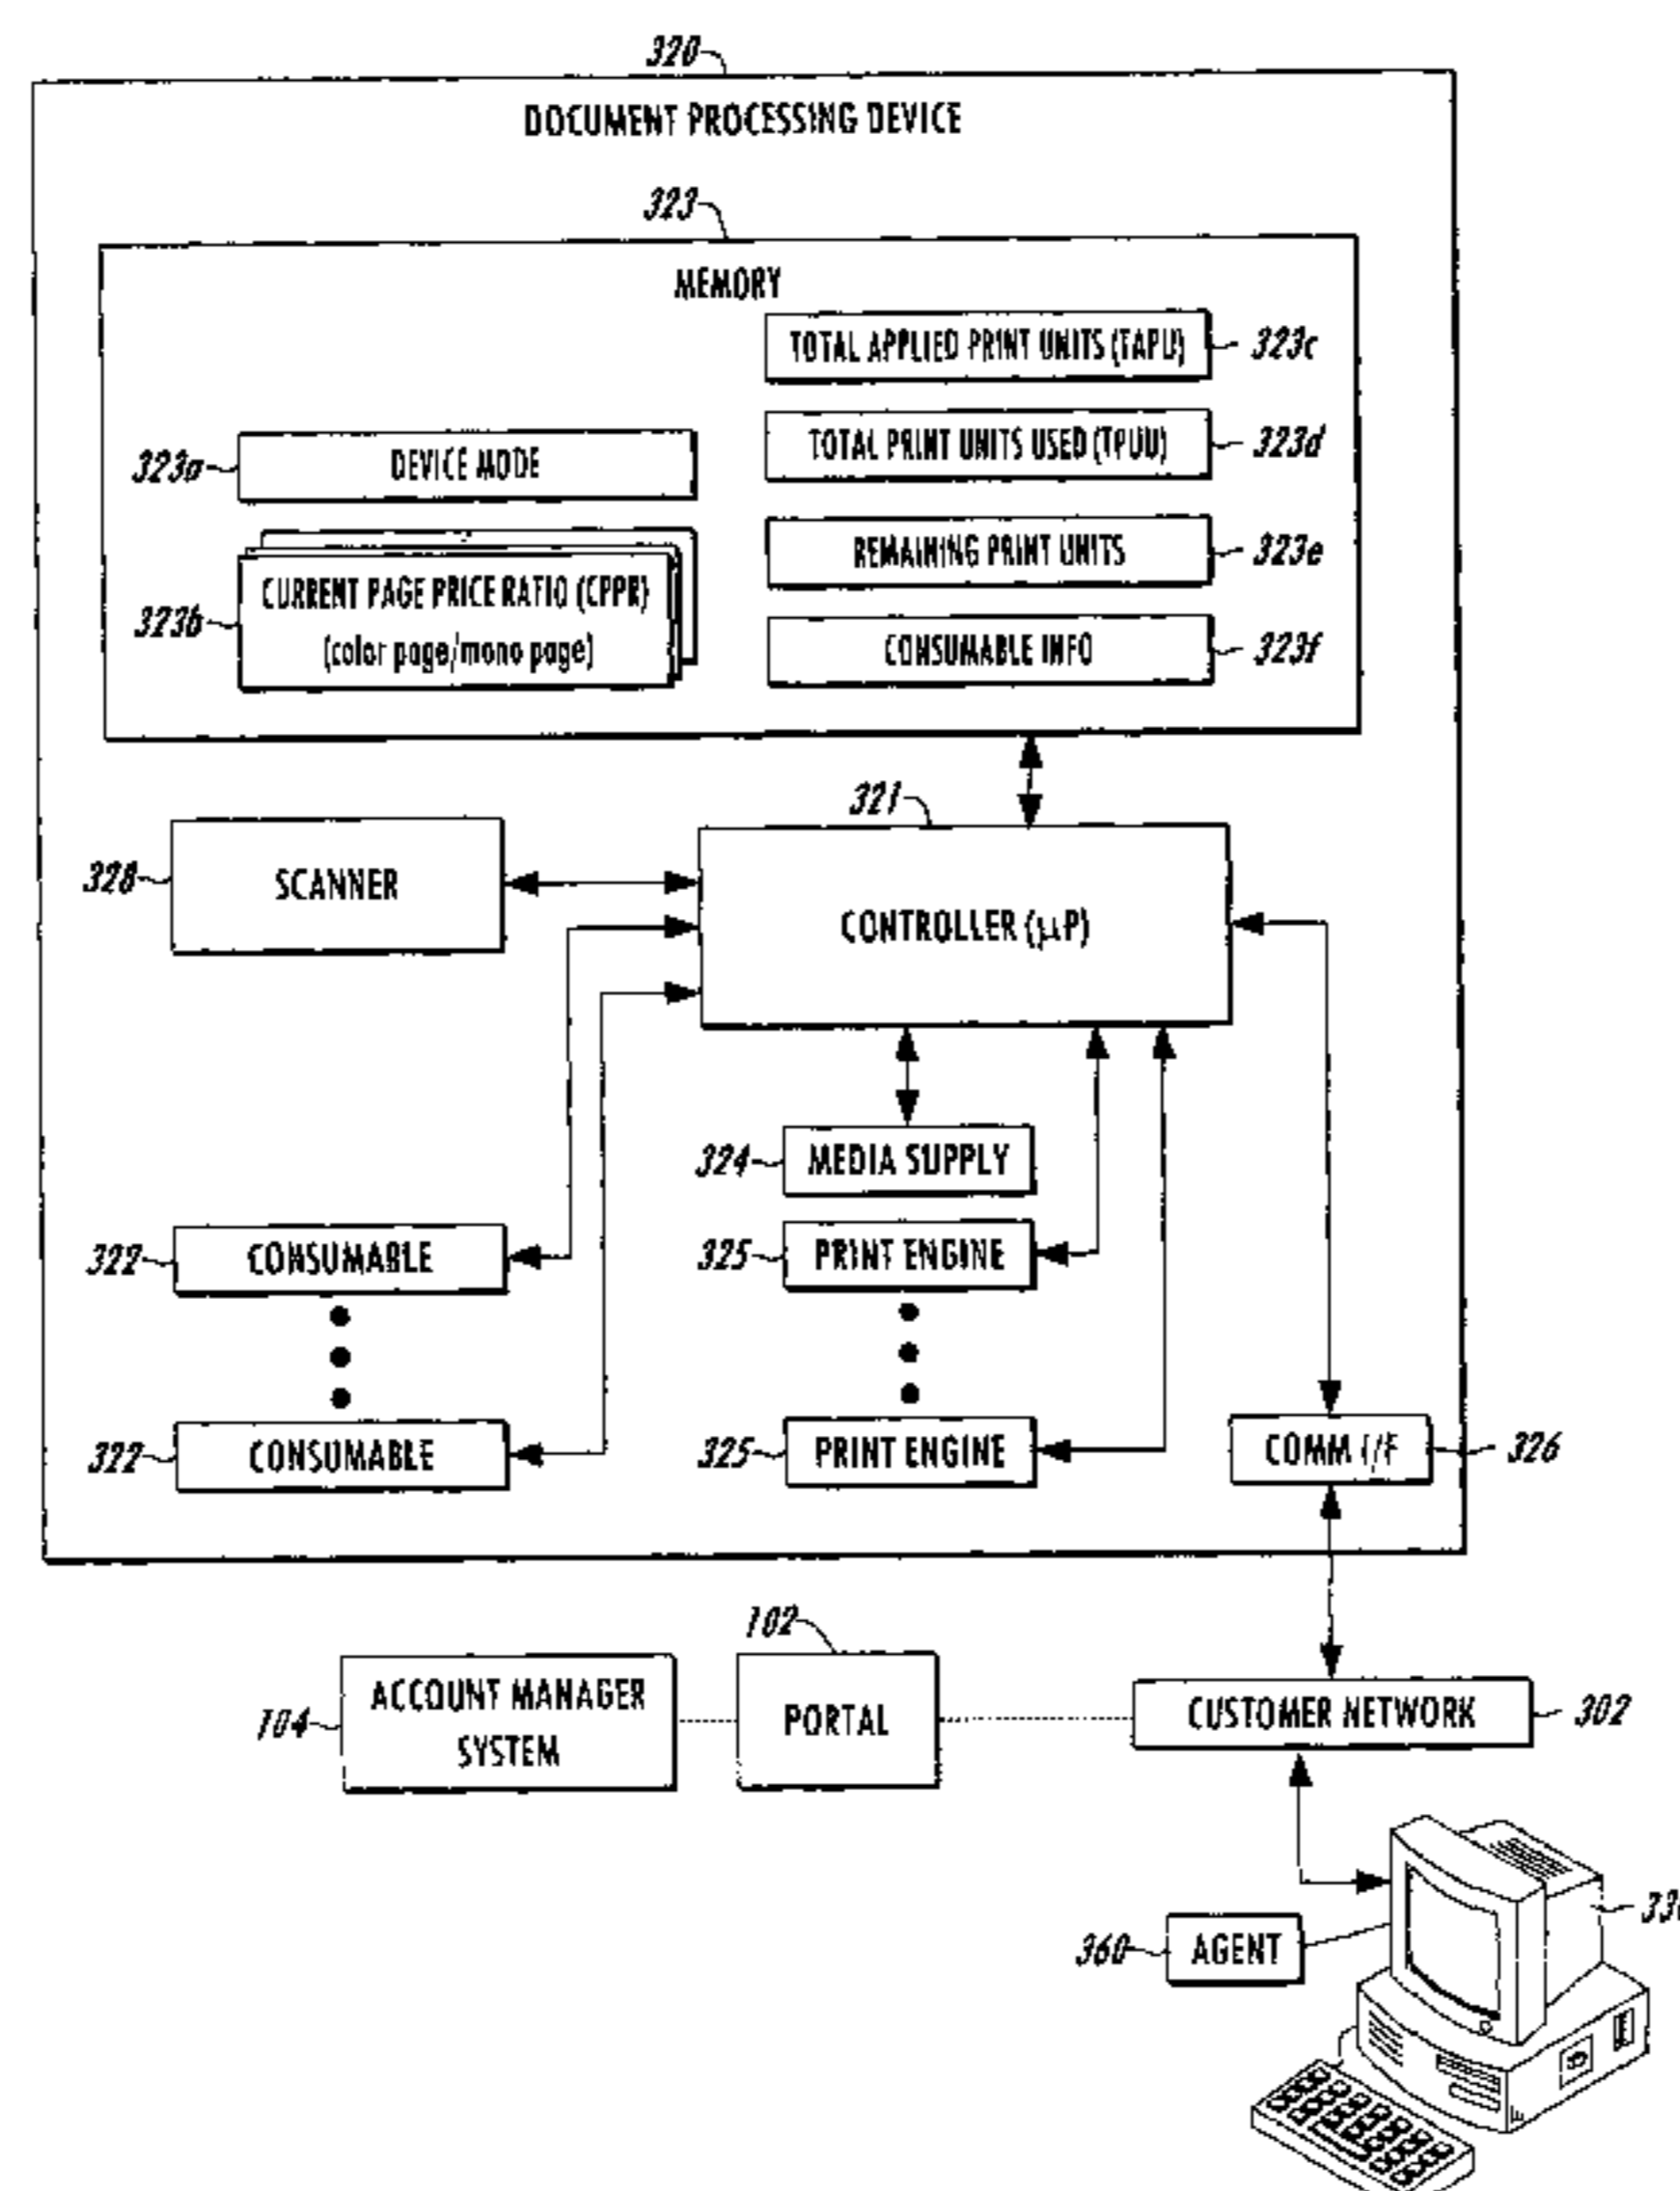 320
DOCUMENT PROCESSING DEVICE
323
MEMORY
TOTAL APPLIED PRINT UNITS (TAPU)
323c
TOTAL PRINT UNITS USED (TPUU)
323d
323a
DEVICE MODE
REMAINING PRINT UNITS
323e
323b
CURRENT PAGE PRICE RATIO (CPPR)
(color page/mono page)
CONSUMABLE INFO
323f
321
328
SCANNER
CONTROLLER (µP)
324
MEDIA SUPPLY
322
CONSUMABLE
325
PRINT ENGINE
322
CONSUMABLE
325
PRINT ENGINE
COMM I/F
326
102
104
ACCOUNT MANAGER
SYSTEM
PORTAL
CUSTOMER NETWORK
302
360
AGENT